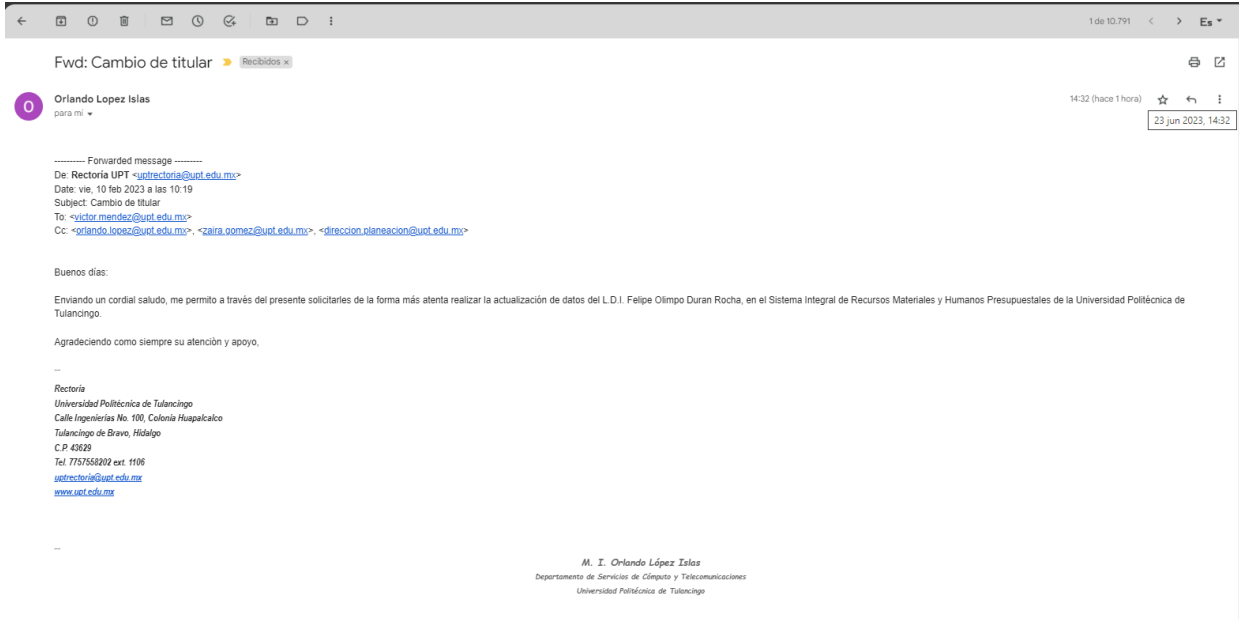 1 de 10.791
Es
Fwd: Cambio de titular
Recibidos ×
O
Orlando Lopez Islas
14:32 (hace 1 hora)
para mi
23 jun 2023, 14:32
---------- Forwarded message ---------
De: Rectoría UPT <uptrectoria@upt.edu.mx>
Date: vie, 10 feb 2023 a las 10:19
Subject: Cambio de titular
To: <victor.mendez@upt.edu.mx>
Cc: <orlando.lopez@upt.edu.mx>, <zaira.gomez@upt.edu.mx>, <direccion.planeacion@upt.edu.mx>
Buenos días:
Enviando un cordial saludo, me permito a través del presente solicitarles de la forma más atenta realizar la actualización de datos del L.D.I. Felipe Olimpo Duran Rocha, en el Sistema Integral de Recursos Materiales y Humanos Presupuestales de la Universidad Politécnica de
Tulancingo.
Agradeciendo como siempre su atenciòn y apoyo,
--
Rectoría
Universidad Politécnica de Tulancingo
Calle Ingenierías No. 100, Colonia Huapalcalco
Tulancingo de Bravo, Hidalgo
C.P. 43629
Tel. 7757558202 ext. 1106
uptrectoria@upt.edu.mx
www.upt.edu.mx
--
M. I. Orlando López Islas
Departamento de Servicios de Cómputo y Telecomunicaciones
Universidad Politécnica de Tulancingo